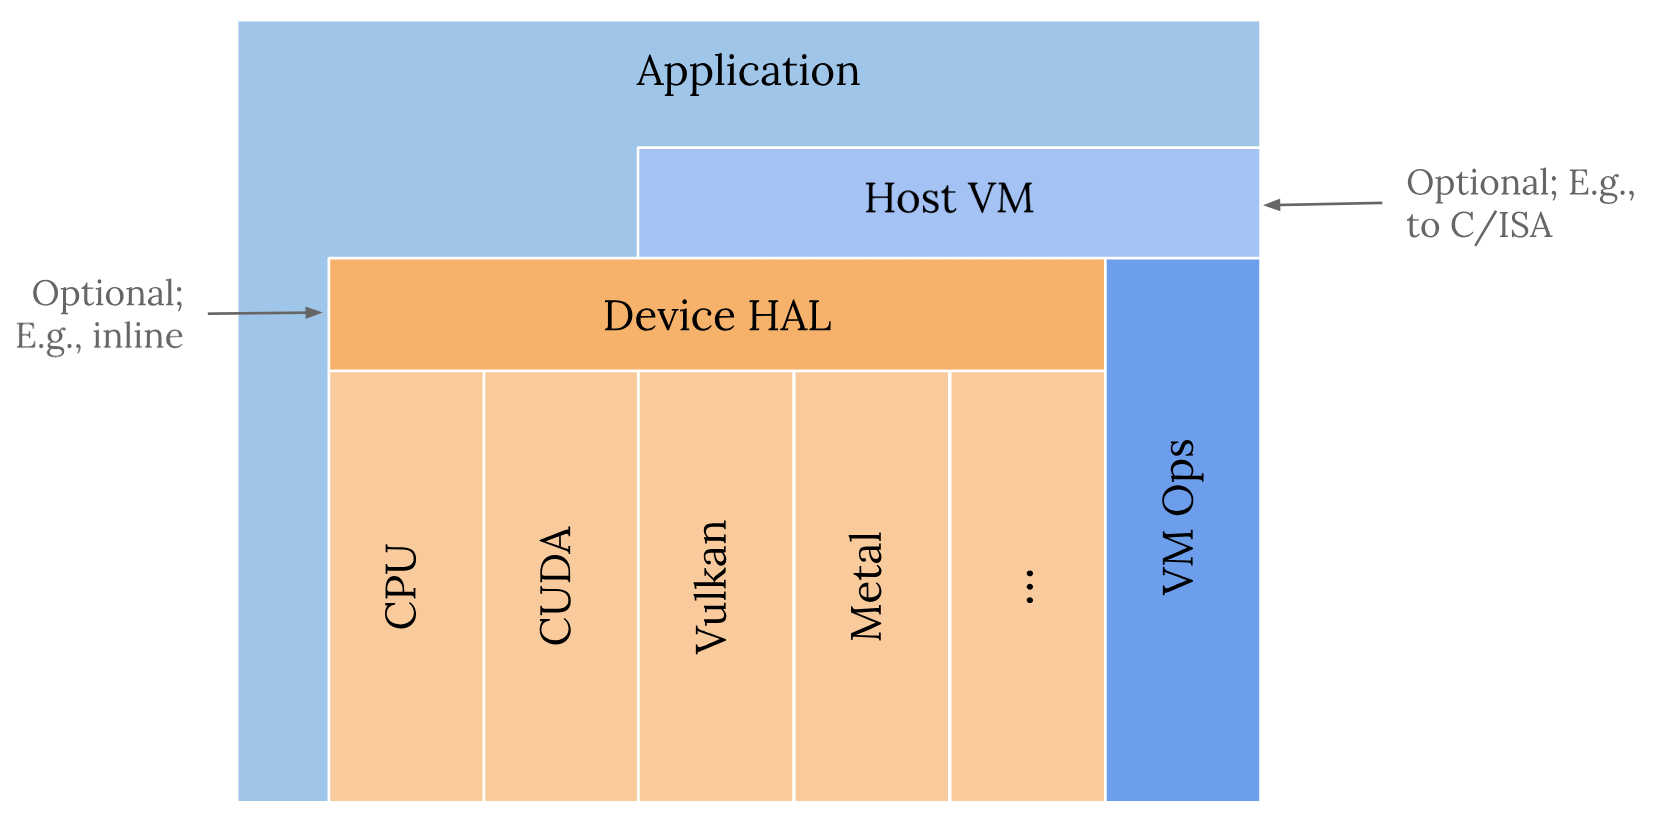 Application
Host VM
Optional; E.g.,
to C/ISA
Optional;
E.g., inline
Device HAL
CPU
CUDA
Vulkan
Metal
...
VM Ops